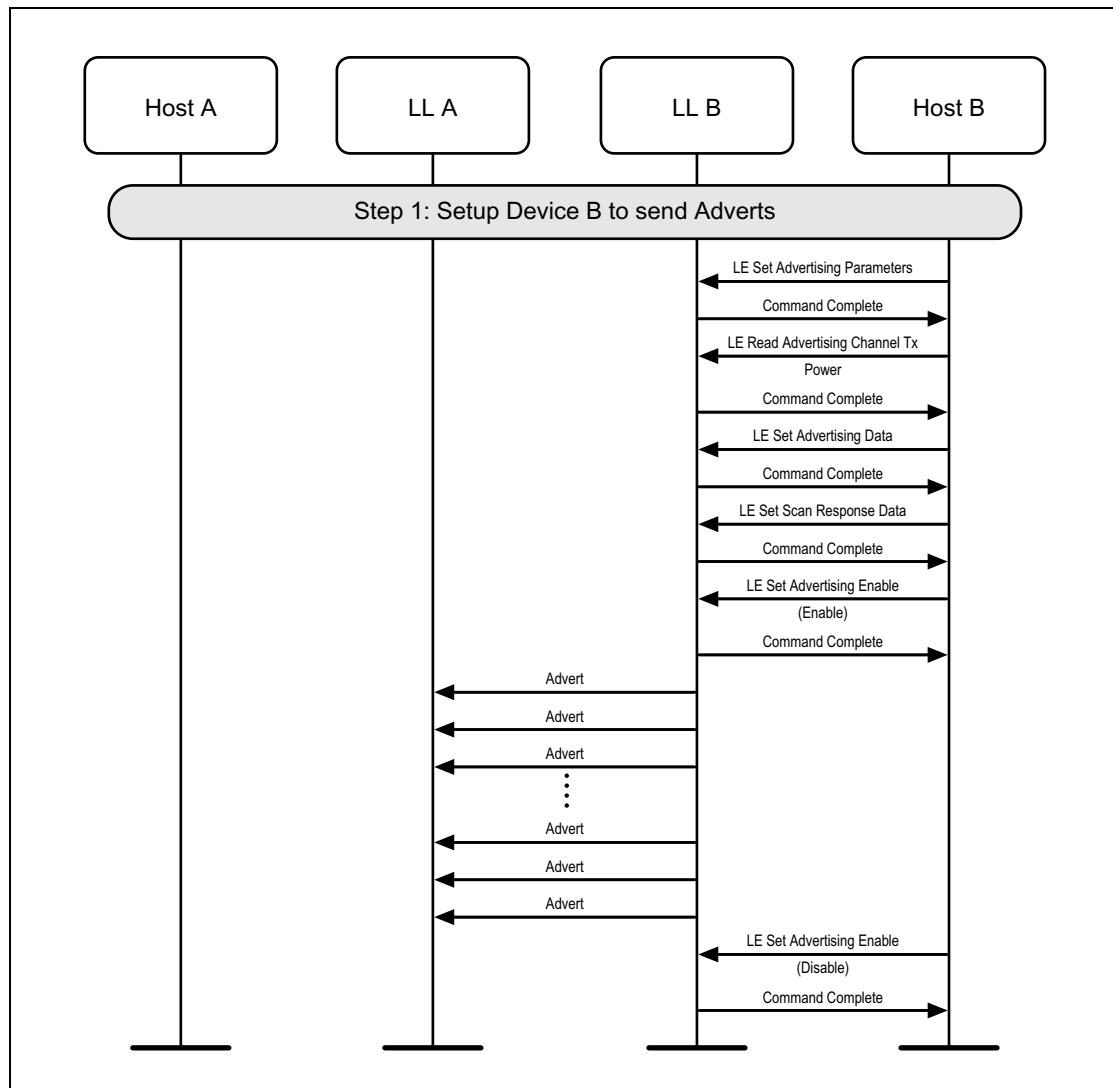 Host A
LL A
LL B
Host B
Step 1: Setup Device B to send Adverts
LE Set Advertising Parameters
Command Complete
LE Read Advertising Channel Tx
Power
Command Complete
LE Set Advertising Data
Command Complete
LE Set Scan Response Data
Command Complete
LE Set Advertising Enable
(Enable)
Command Complete
Advert
Advert
Advert
Advert
Advert
Advert
LE Set Advertising Enable
(Disable)
Command Complete